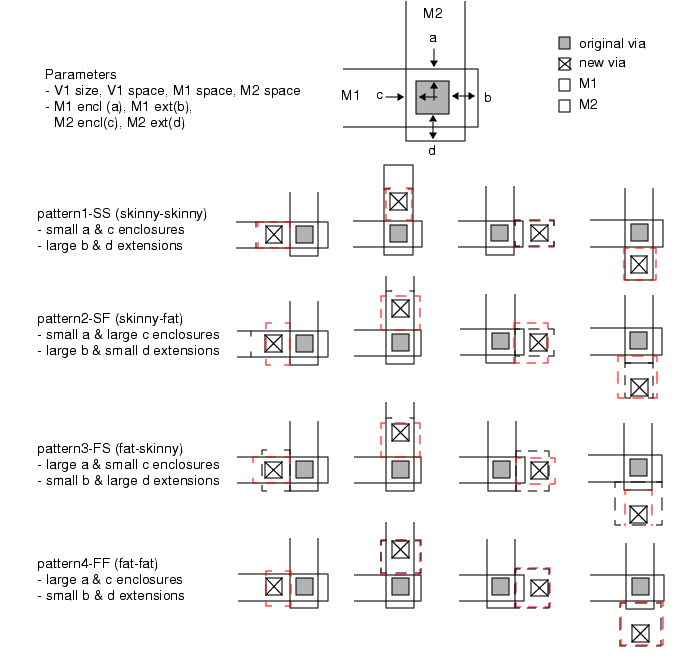 M2
a
original via
new via
M1
M2
Parameters
- V1 size, V1 space, M1 space, M2 space
- M1 encl (a), M1 ext(b),
M2 encl(c), M2 ext(d)
M1
c
b
d
pattern1-SS (skinny-skinny)
- small a & c enclosures
- large b & d extensions
pattern2-SF (skinny-fat)
- small a & large c enclosures
- large b & small d extensions
pattern3-FS (fat-skinny)
- large a & small c enclosures
- small b & large d extensions
pattern4-FF (fat-fat)
- large a & c enclosures
- small b & d extensions